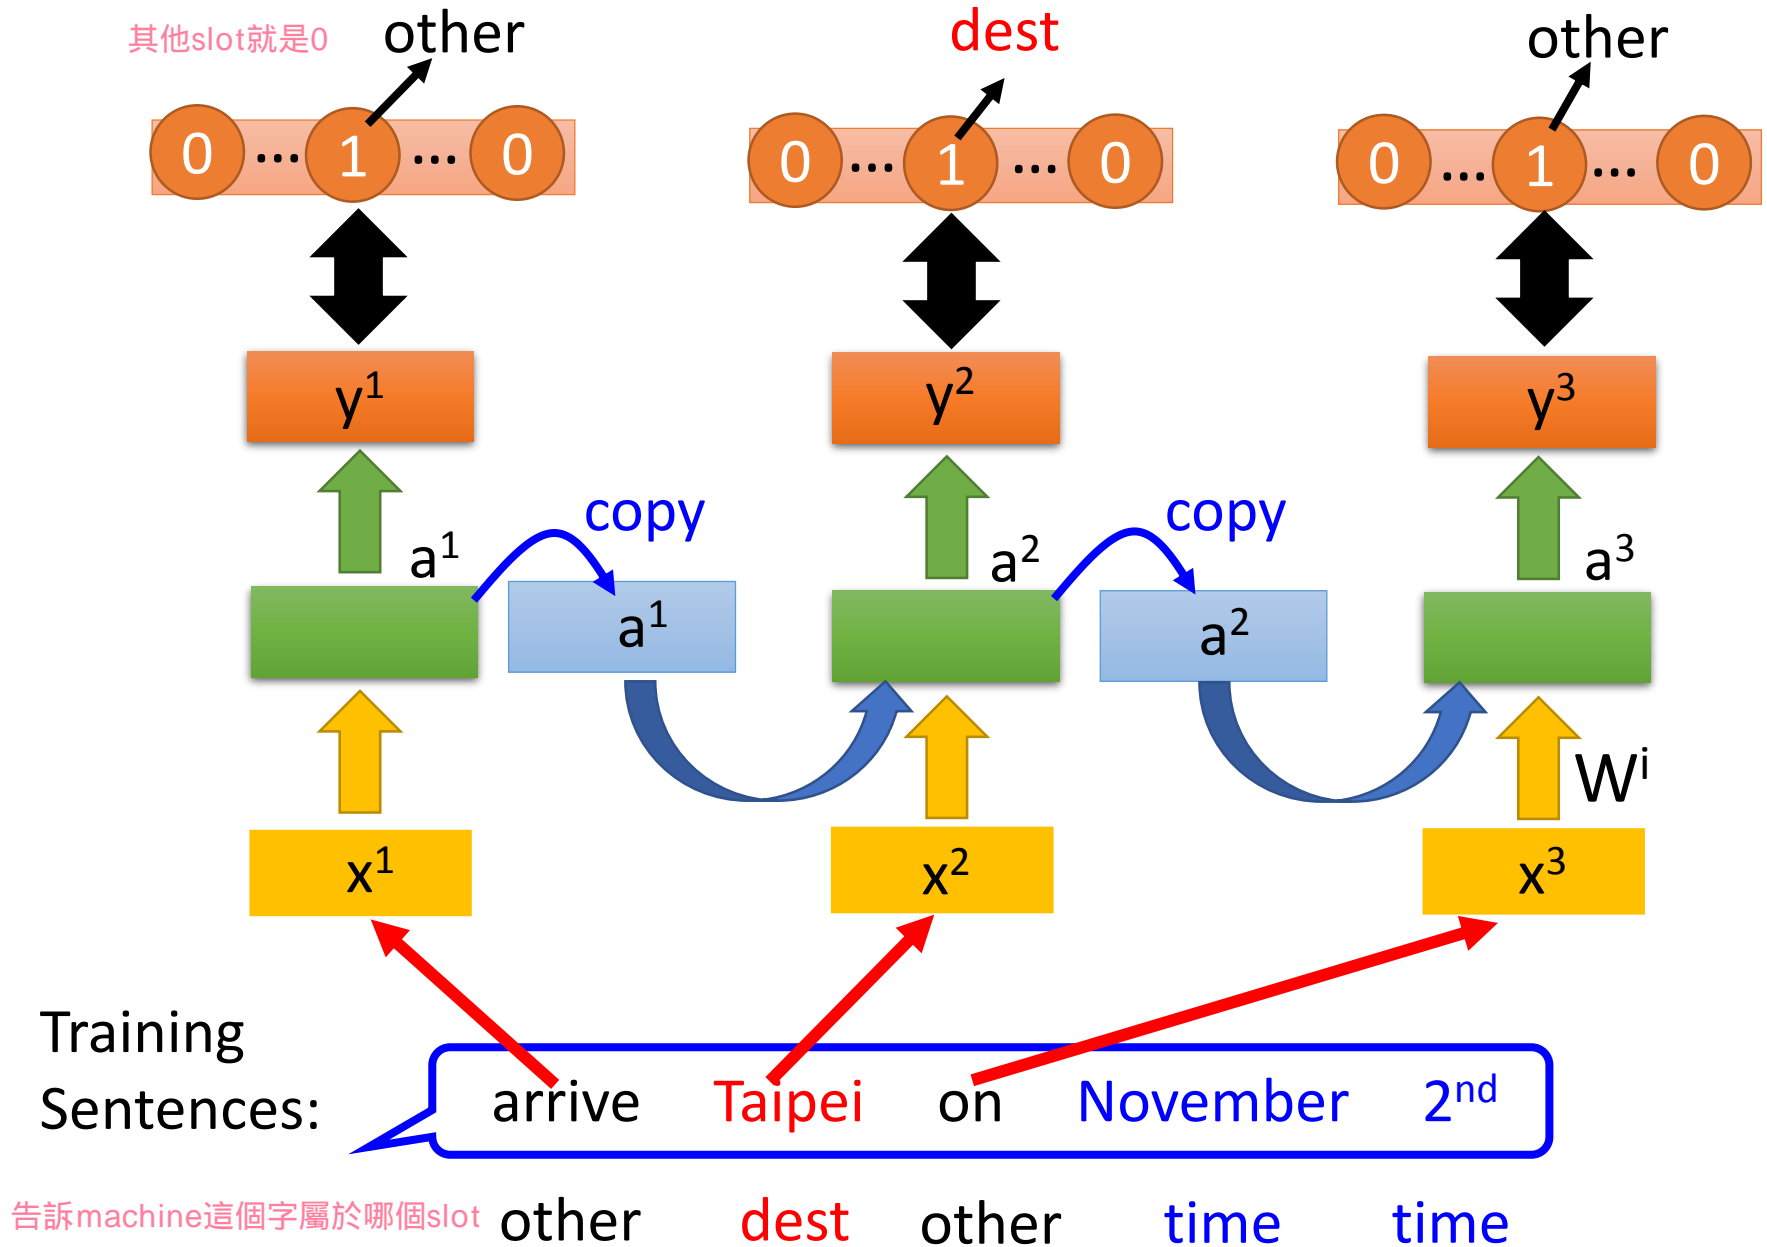 其他slot就是0 other dest other
0 ... 1 ... 0 0 ... 1 ... 0 0 ... 1 ... 0
y¹ y² y³
copy copy
a¹ a² a³
a¹ a²
Wⁱ
x¹ x² x³
Training
Sentences:
arrive Taipei on November 2ⁿᵈ
告訴machine這個字屬於哪個slot other dest other time time